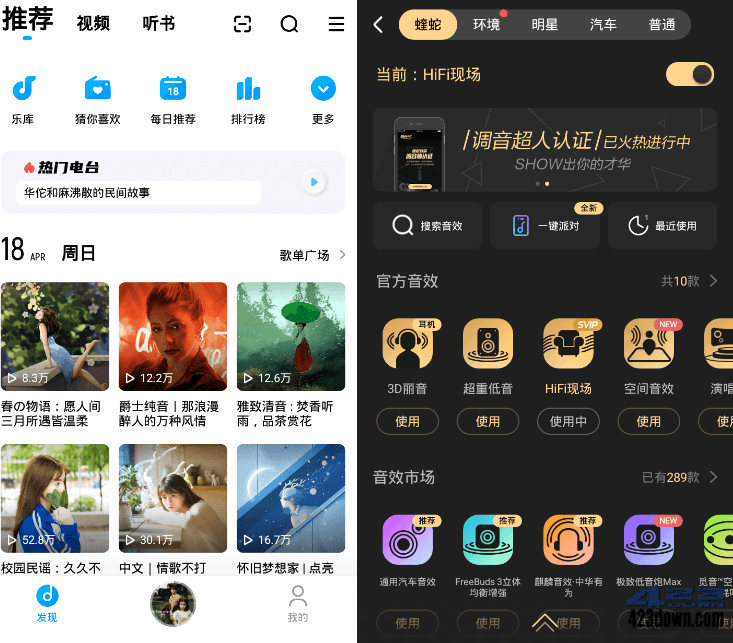 推荐 视频 听书
乐库 猜你喜欢 每日推荐 排行榜 更多
18
热门电台
华佗和麻沸散的民间故事
18 APR 周日 歌单广场
8.3万 12.2万 12.6万
春の物语：愿人间三月所遇皆温柔
爵士纯音丨那浪漫醉人的万种风情
雅致清音 : 焚香听雨，品茶赏花
52.8万 30.1万 16.7万
校园民谣：久久不
中文｜情歌不打
怀旧梦想家 | 点亮
发现 我的
蝰蛇 环境 明星 汽车 普通
当前：HiFi现场
调音超人认证/已火热进行中
SHOW出你的才华
搜索音效 一键派对 全新 最近使用
官方音效 共10款
耳机 SVIP NEW
3D丽音 超重低音 HiFi现场 空间音效 演唱
使用 使用 使用中 使用 使
音效市场 已有289款
推荐 推荐 推荐 NEW
通用汽车音效
FreeBuds 3立体均衡增强
麒麟音效·中华有为
极致低音炮Max
觅音™空
使用 使用 使用
423down.com